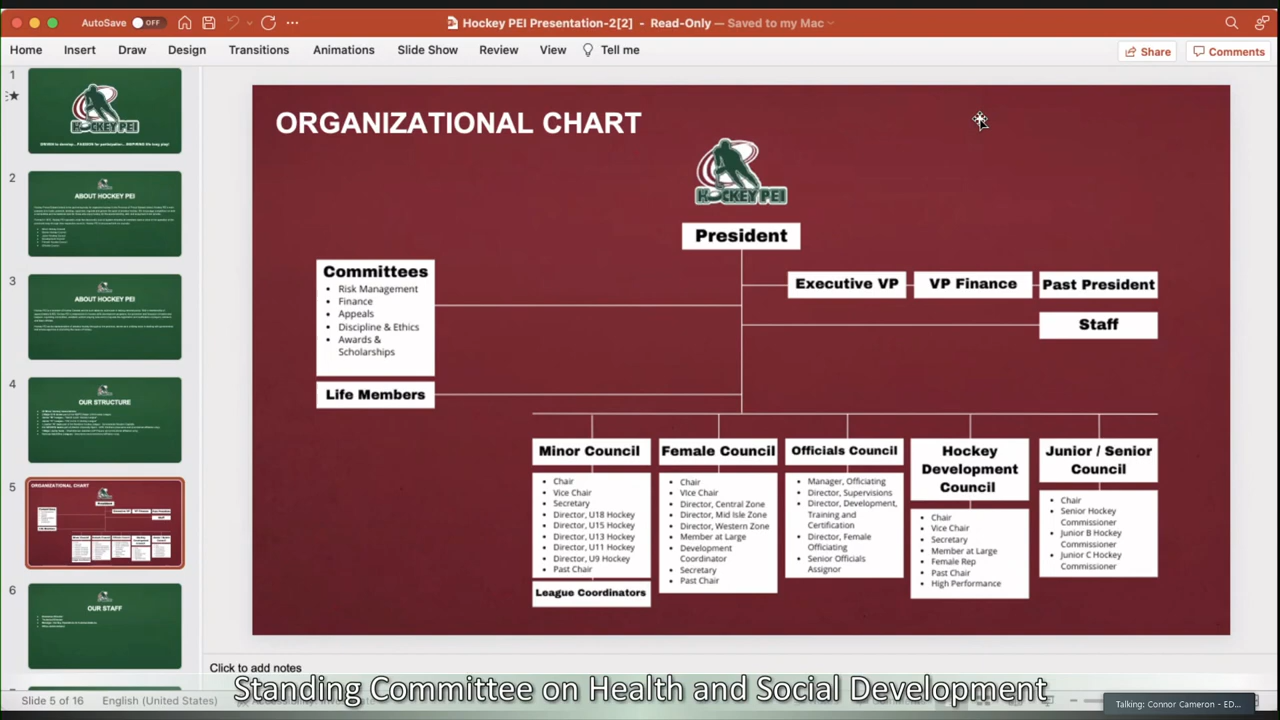 AutoSave OFF
Hockey PEI Presentation-2[2] - Read-Only — Saved to my Mac
Home Insert Draw Design Transitions Animations Slide Show Review View Tell me
Share Comments
1
HOCKEY PEI
2
ABOUT HOCKEY PEI
3
ABOUT HOCKEY PEI
4
OUR STRUCTURE
5
ORGANIZATIONAL CHART
6
OUR STAFF
ORGANIZATIONAL CHART
HOCKEY PEI
President
Committees
• Risk Management
• Finance
• Appeals
• Discipline & Ethics
• Awards &
Scholarships
Life Members
Executive VP
VP Finance
Past President
Staff
Minor Council
• Chair
• Vice Chair
• Secretary
• Director, U18 Hockey
• Director, U15 Hockey
• Director, U13 Hockey
• Director, U11 Hockey
• Director, U9 Hockey
• Past Chair
League Coordinators
Female Council
• Chair
• Vice Chair
• Director, Central Zone
• Director, Mid Isle Zone
• Director, Western Zone
• Member at Large
• Development
Coordinator
• Secretary
• Past Chair
Officials Council
• Manager, Officiating
• Director, Supervisions
• Director, Development,
Training and
Certification
• Director, Female
Officiating
• Senior Officials
Assignor
Hockey
Development
Council
• Chair
• Vice Chair
• Secretary
• Member at Large
• Female Rep
• Past Chair
• High Performance
Junior / Senior
Council
• Chair
• Senior Hockey
Commissioner
• Junior B Hockey
Commissioner
• Junior C Hockey
Commissioner
Click to add notes
Slide 5 of 16 English (United States)
Standing Committee on Health and Social Development
Talking: Connor Cameron - ED...